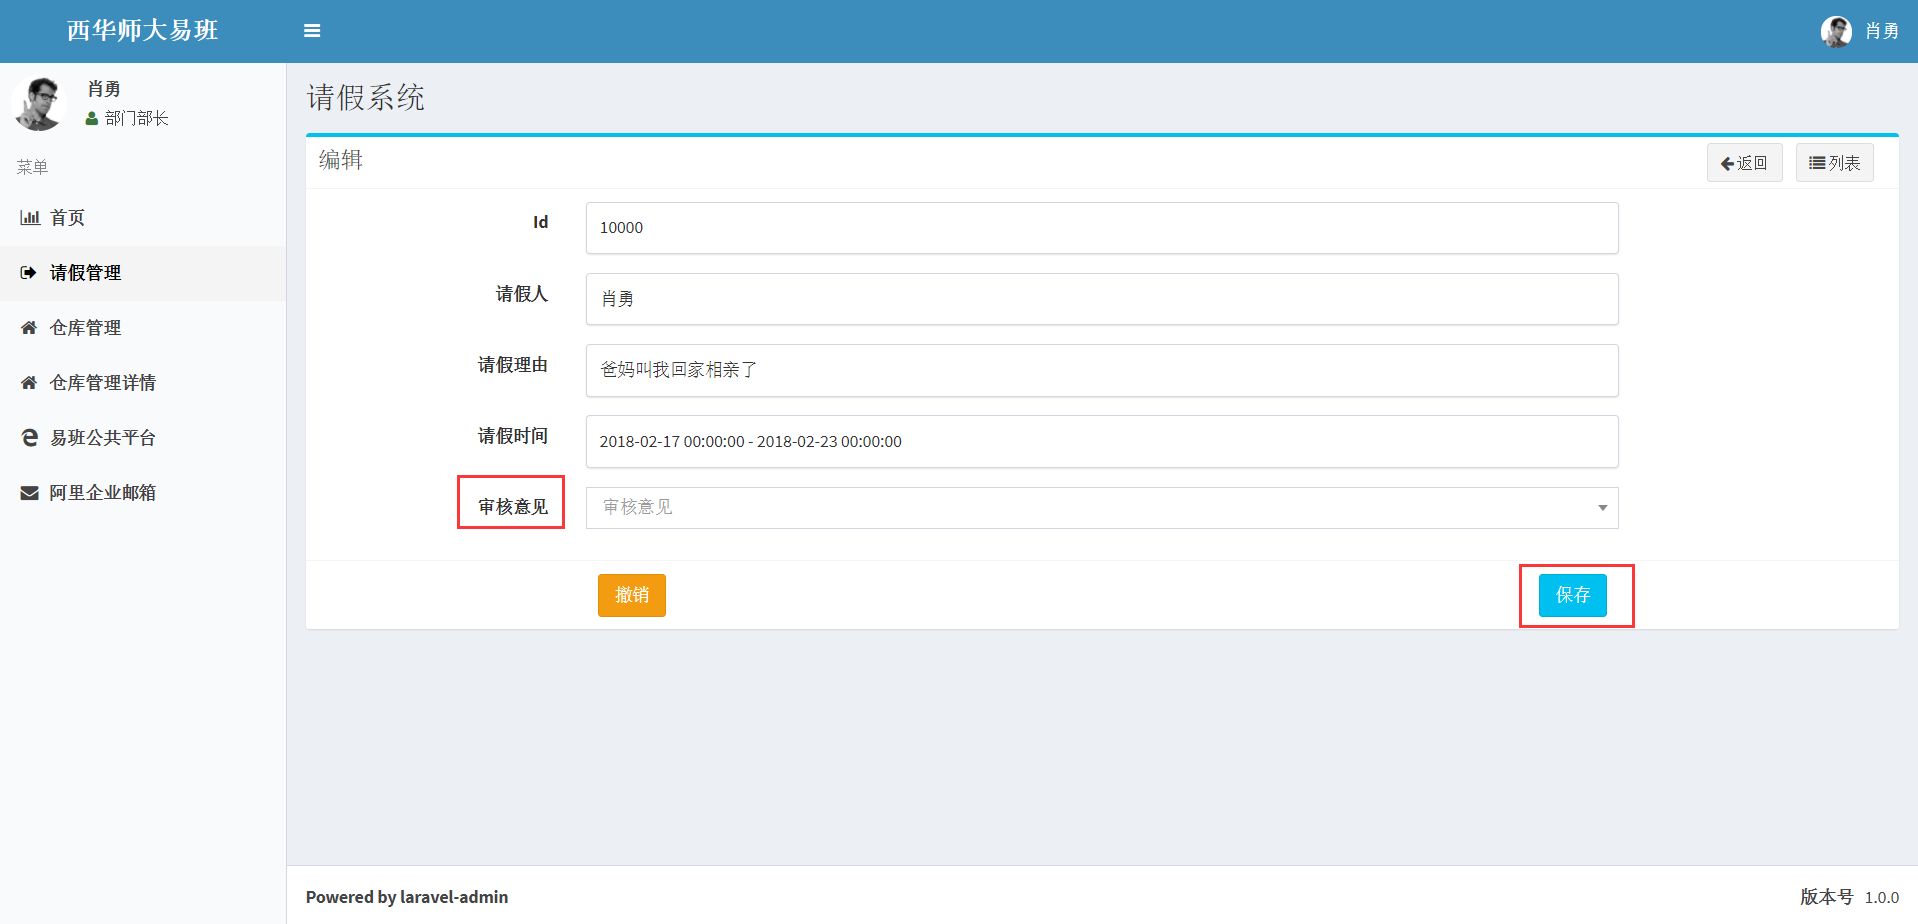 西华师大易班
肖勇
肖勇
部门部长
菜单
首页
请假管理
仓库管理
仓库管理详情
易班公共平台
阿里企业邮箱
请假系统
编辑
返回
列表
Id
10000
请假人
肖勇
请假理由
爸妈叫我回家相亲了
请假时间
2018-02-17 00:00:00 - 2018-02-23 00:00:00
审核意见
审核意见
撤销
保存
Powered by laravel-admin
版本号 1.0.0